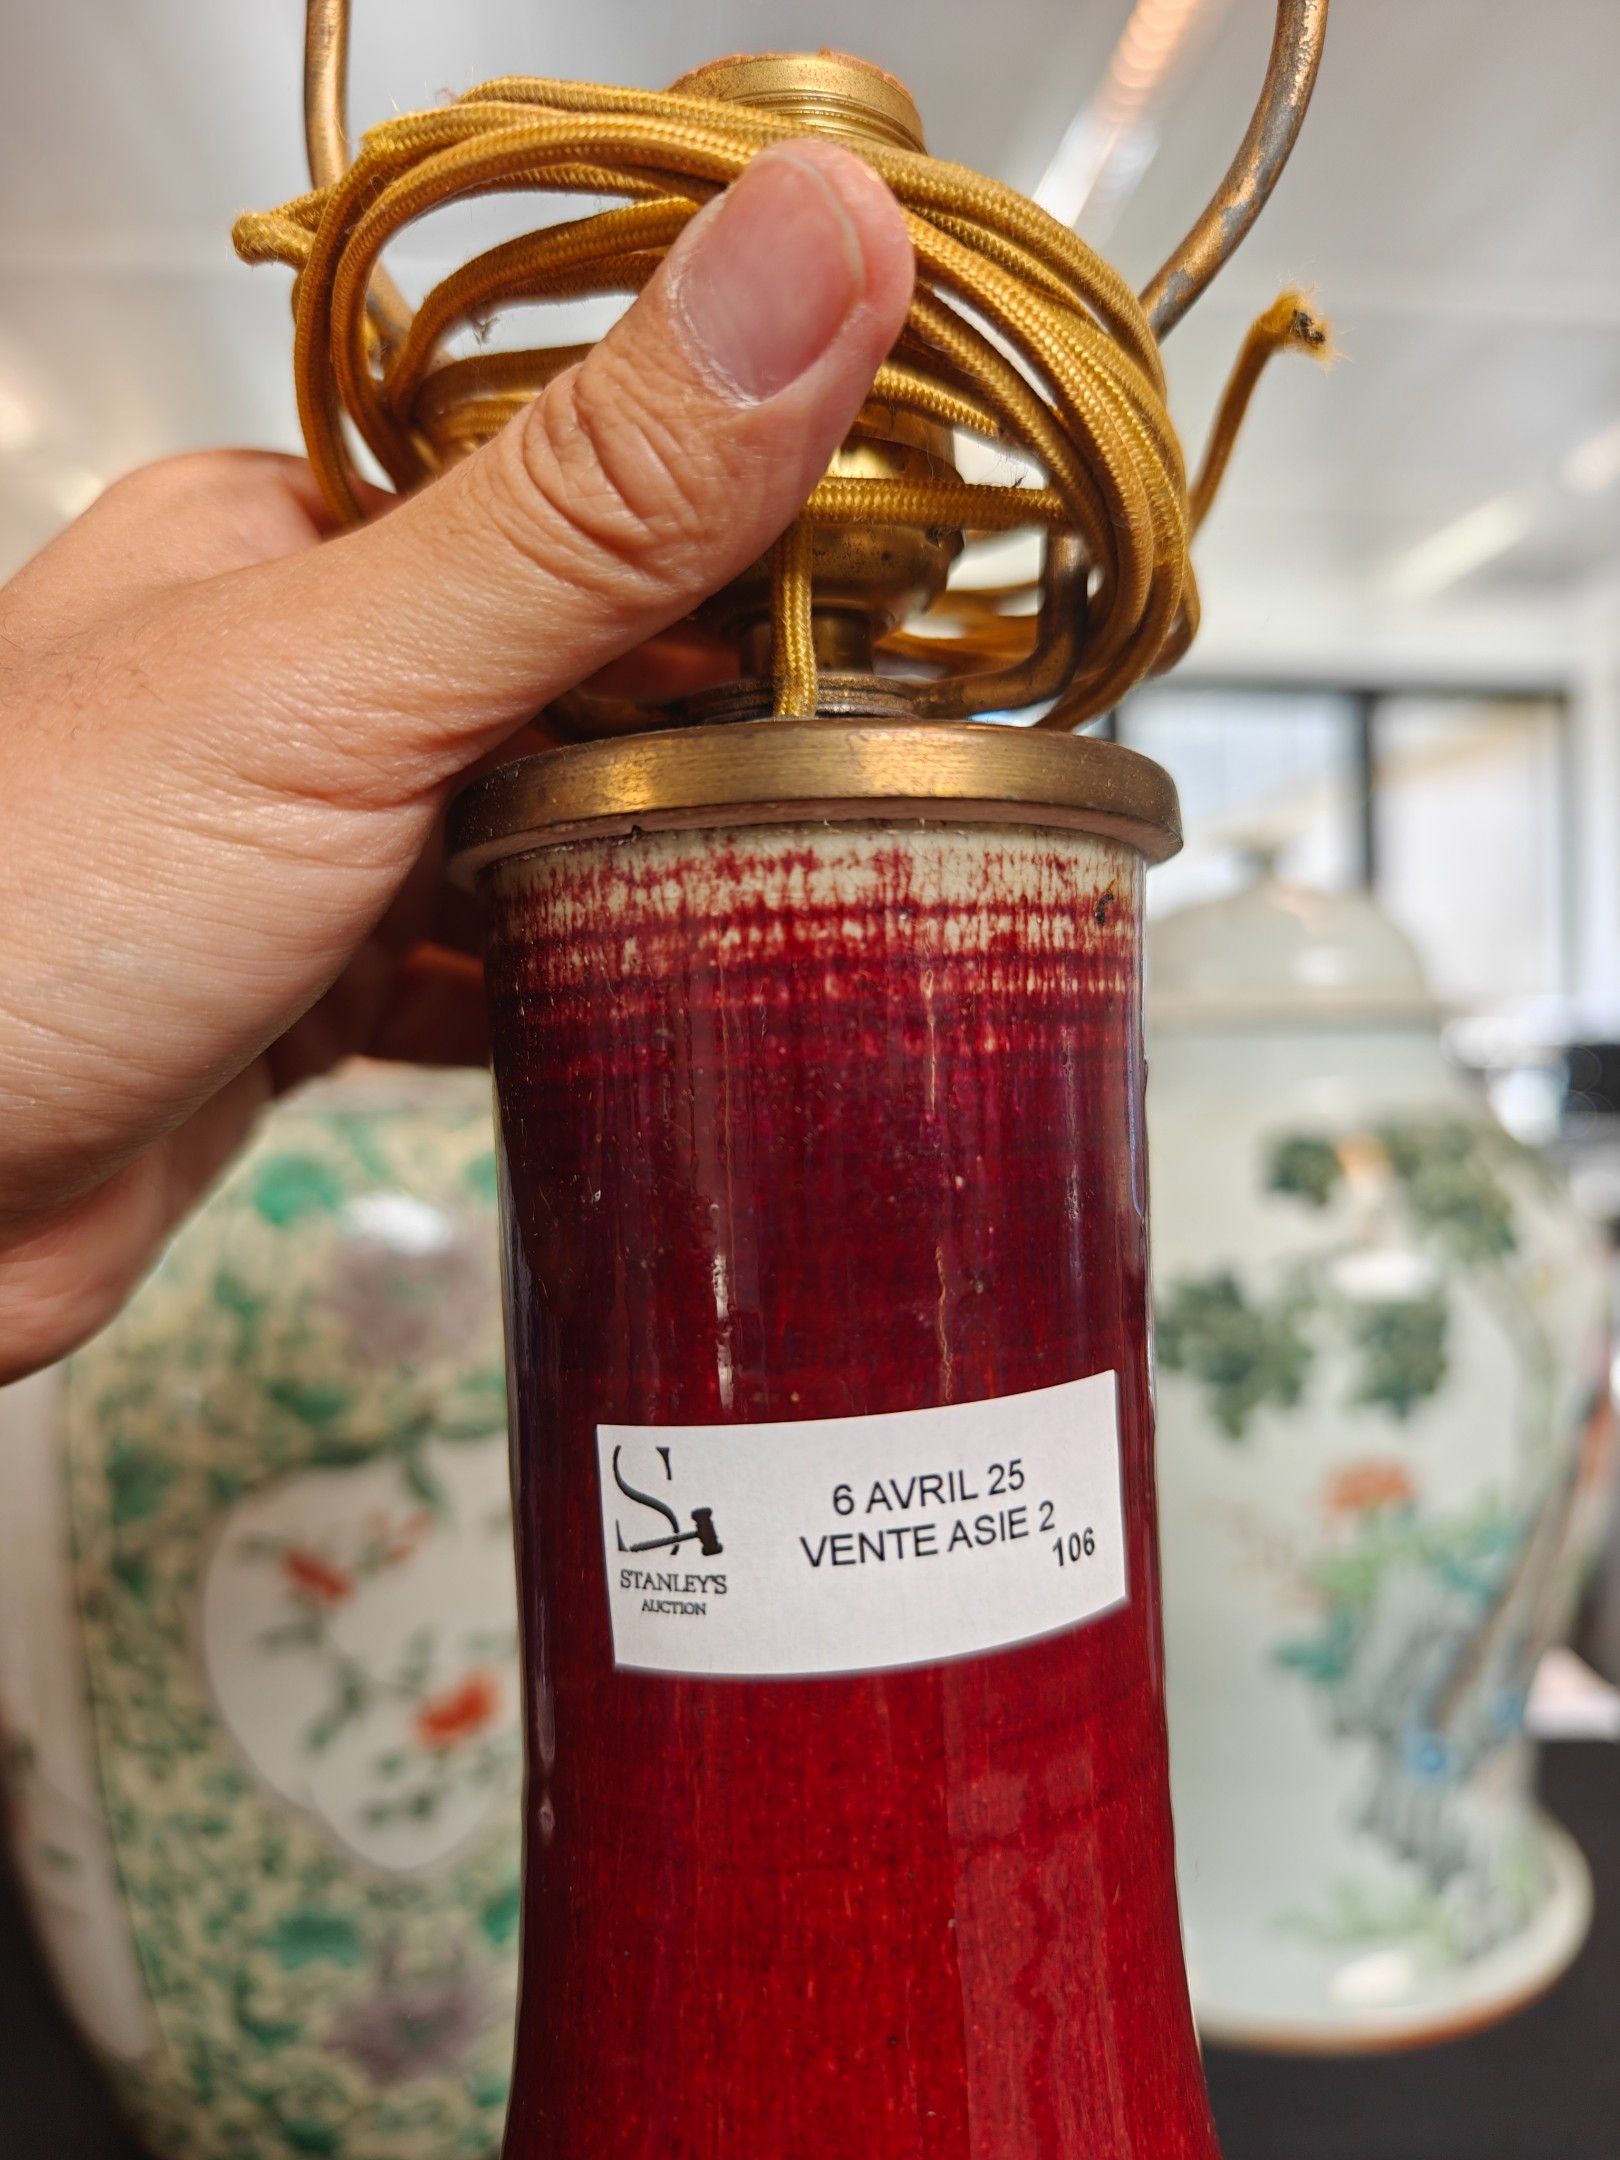 6 AVRIL 25
VENTE ASIE 2
106
STANLEY'S
AUCTION